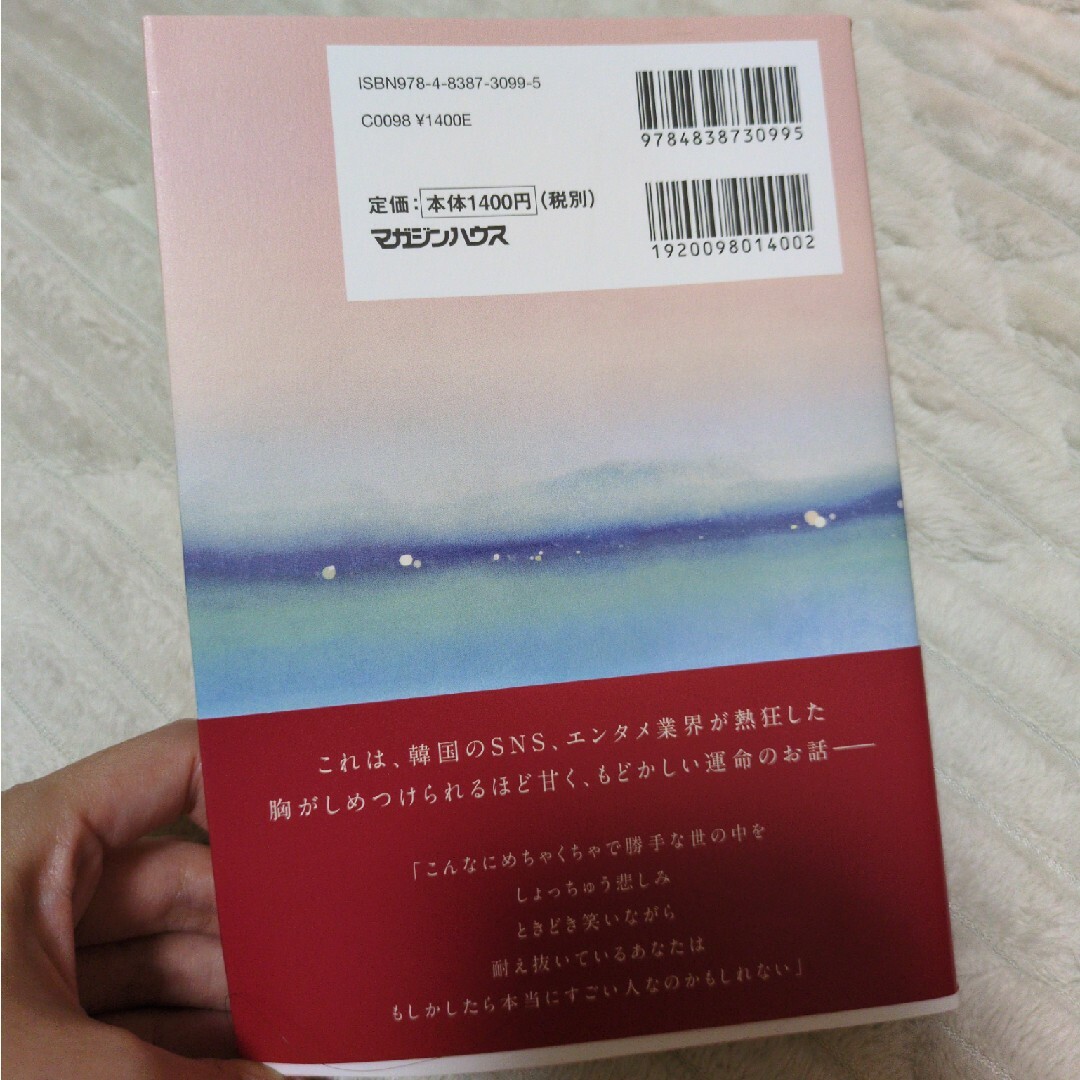 ISBN978-4-8387-3099-5
C0098 ¥1400E
9784838730995
定価：本体1400円（税別）
マガジンハウス
1920098014002
これは、韓国のSNS、エンタメ業界が熱狂した
胸がしめつけられるほど甘く、もどかしい運命のお話――
「こんなにめちゃくちゃで勝手な世の中を
しょっちゅう悲しみ
ときどき笑いながら
耐え抜いているあなたは
もしかしたら本当にすごい人なのかもしれない」